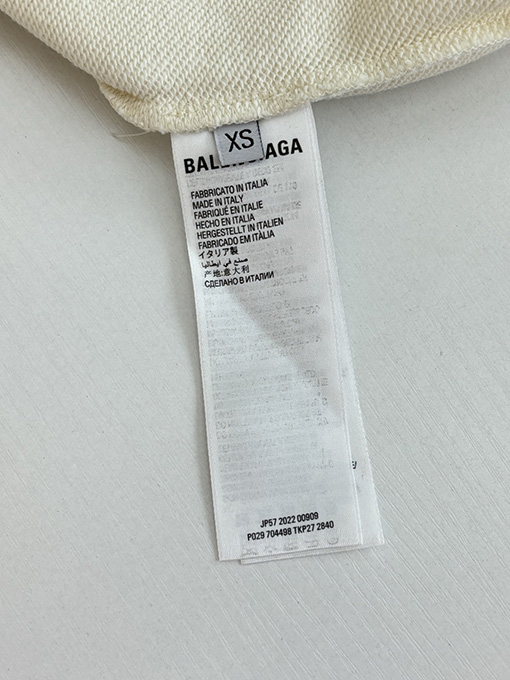 XS
BALENCIAGA
FABBRICATO IN ITALIA
MADE IN ITALY
FABRIQUÉ EN ITALIE
HECHO EN ITALIA
HERGESTELLT IN ITALIEN
FABRICADO EM ITÁLIA
イタリア製
صنع في ايطاليا
产地:意大利
СДЕЛАНО В ИТАЛИИ
JP57 2022 00909
P029 704498 TKP27 2840